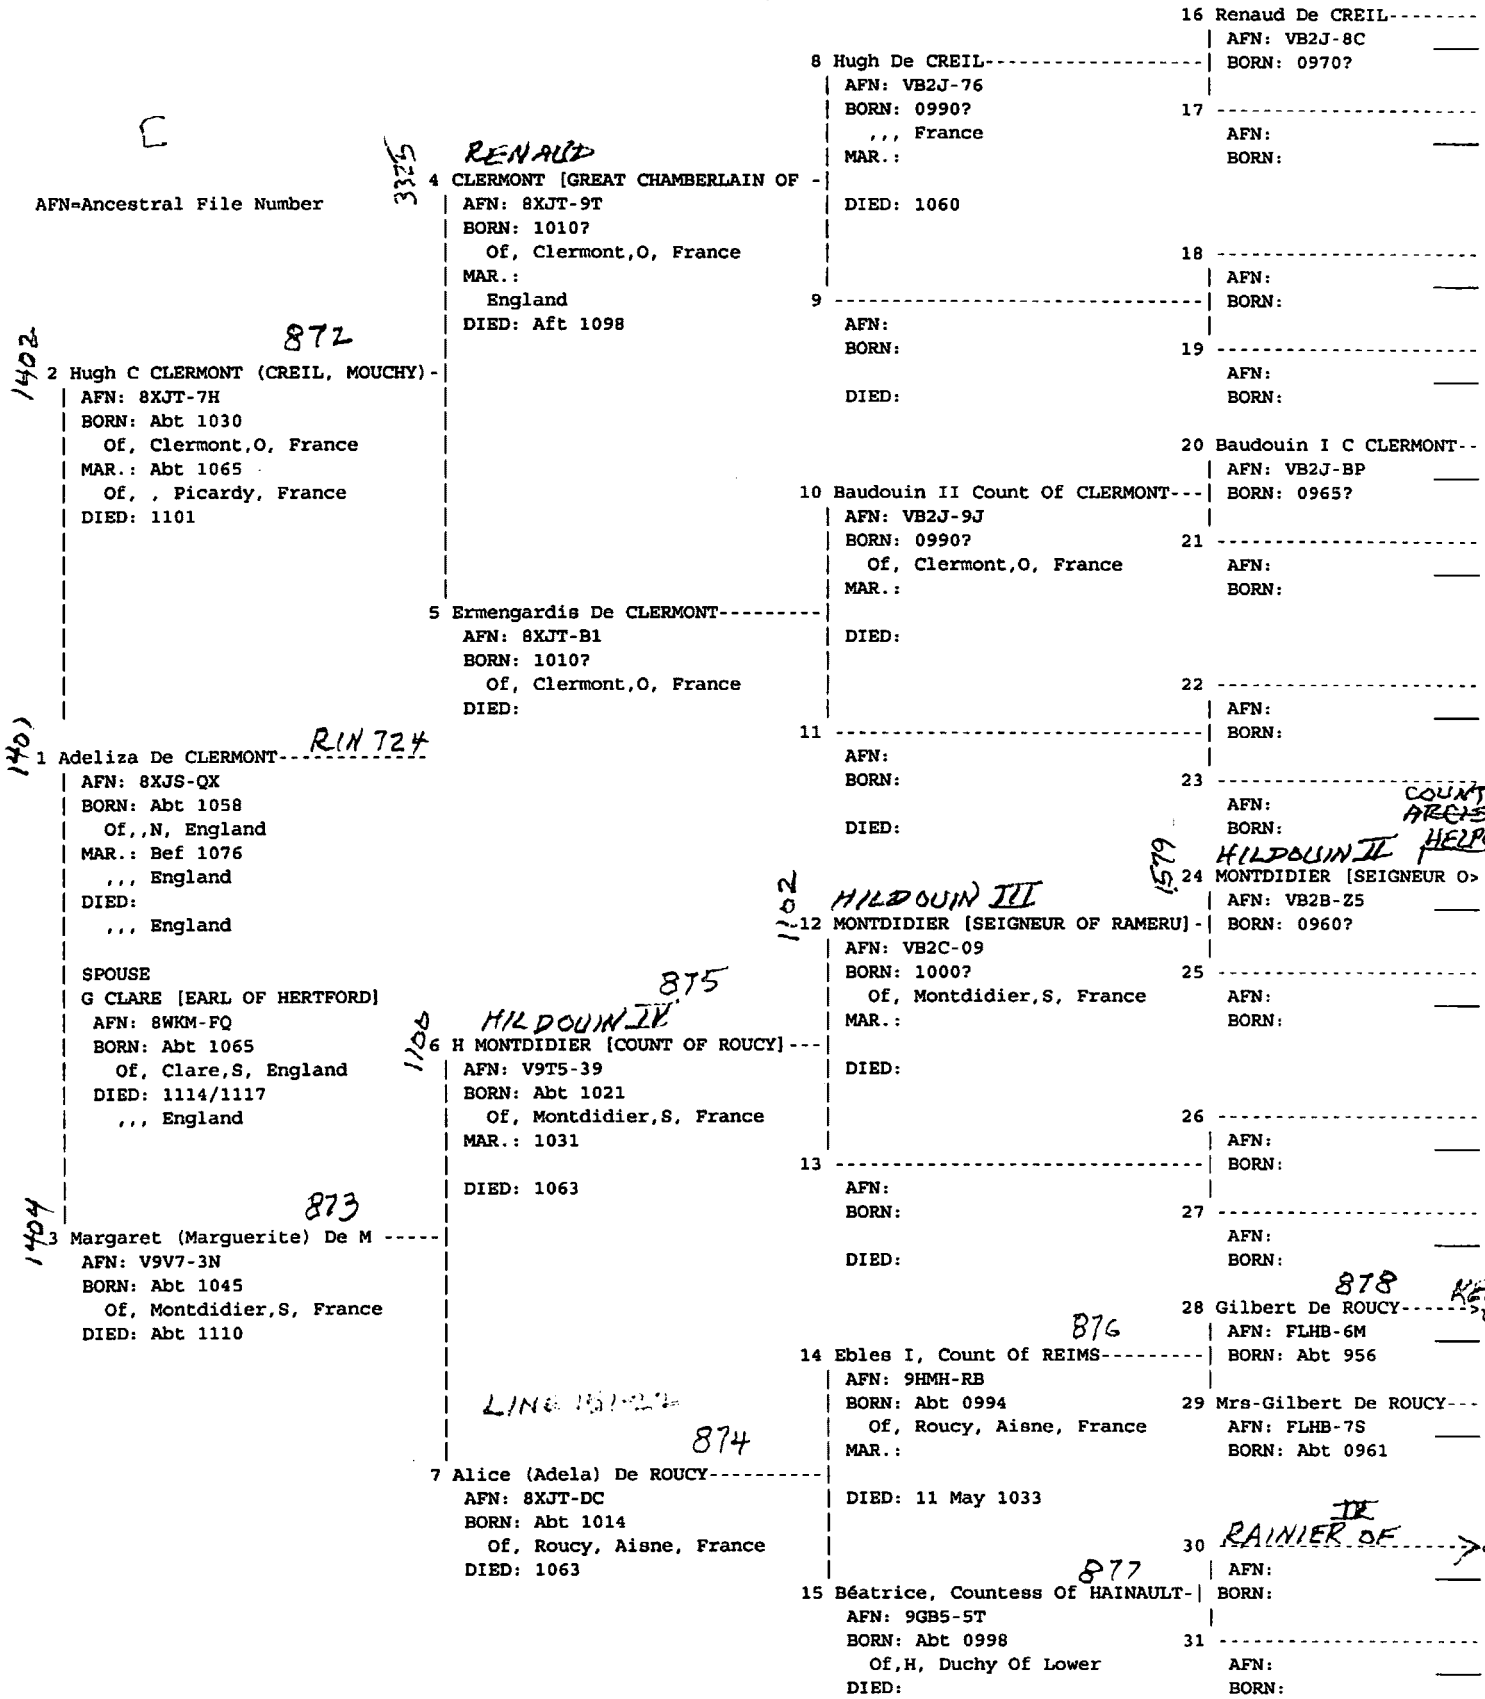 C
AFN=Ancestral File Number
1402
872
2 Hugh C CLERMONT (CREIL, MOUCHY)-
AFN: 8XJT-7H
BORN: Abt 1030
Of, Clermont,O, France
MAR.: Abt 1065
Of, , Picardy, France
DIED: 1101
RIN 724
1 Adeliza De CLERMONT------------
AFN: 8XJS-QX
BORN: Abt 1058
Of,,N, England
MAR.: Bef 1076
,,, England
DIED:
,,, England
SPOUSE
G CLARE [EARL OF HERTFORD]
AFN: 8WKM-FQ
BORN: Abt 1065
Of, Clare,S, England
DIED: 1114/1117
,,, England
1404
873
3 Margaret (Marguerite) De M -----
AFN: V9V7-3N
BORN: Abt 1045
Of, Montdidier,S, France
DIED: Abt 1110
3325
RENAUD
4 CLERMONT [GREAT CHAMBERLAIN OF -
AFN: 8XJT-9T
BORN: 1010?
Of, Clermont,O, France
MAR.:
England
DIED: Aft 1098
5 Ermengardis De CLERMONT---------
AFN: 8XJT-B1
BORN: 1010?
Of, Clermont,O, France
DIED:
875
HILDOUIN IV
1100
6 H MONTDIDIER [COUNT OF ROUCY]---
AFN: V9T5-39
BORN: Abt 1021
Of, Montdidier,S, France
MAR.: 1031
DIED: 1063
LINE
874
7 Alice (Adela) De ROUCY----------
AFN: 8XJT-DC
BORN: Abt 1014
Of, Roucy, Aisne, France
DIED: 1063
8 Hugh De CREIL------------------
AFN: VB2J-76
BORN: 0990?
,,, France
MAR.:
DIED: 1060
9 -------------------------------
AFN:
BORN:
DIED:
10 Baudouin II Count Of CLERMONT---
AFN: VB2J-9J
BORN: 0990?
Of, Clermont,O, France
MAR.:
DIED:
11 -------------------------------
AFN:
BORN:
DIED:
1102
HILDOUIN III
12 MONTDIDIER [SEIGNEUR OF RAMERU]-
AFN: VB2C-09
BORN: 1000?
Of, Montdidier,S, France
MAR.:
DIED:
13 -------------------------------
AFN:
BORN:
DIED:
876
14 Ebles I, Count Of REIMS---------
AFN: 9HMH-RB
BORN: Abt 0994
Of, Roucy, Aisne, France
MAR.:
DIED: 11 May 1033
877
15 Béatrice, Countess Of HAINAULT-
AFN: 9GB5-5T
BORN: Abt 0998
Of,H, Duchy Of Lower
DIED:
16 Renaud De CREIL--------
AFN: VB2J-8C
BORN: 0970?
17 -----------------------
AFN:
BORN:
18 -----------------------
AFN:
BORN:
19 -----------------------
AFN:
BORN:
20 Baudouin I C CLERMONT--
AFN: VB2J-BP
BORN: 0965?
21 -----------------------
AFN:
BORN:
22 -----------------------
AFN:
BORN:
23 -----------------------
AFN:
BORN:
COUNT
1579
HILDOUIN II
24 MONTDIDIER [SEIGNEUR O>
AFN: VB2B-Z5
BORN: 0960?
25 -----------------------
AFN:
BORN:
26 -----------------------
AFN:
BORN:
27 -----------------------
AFN:
BORN:
878
28 Gilbert De ROUCY------>
AFN: FLHB-6M
BORN: Abt 956
29 Mrs-Gilbert De ROUCY---
AFN: FLHB-7S
BORN: Abt 0961
30 RAINIER IV OF
AFN:
BORN:
31 -----------------------
AFN:
BORN: